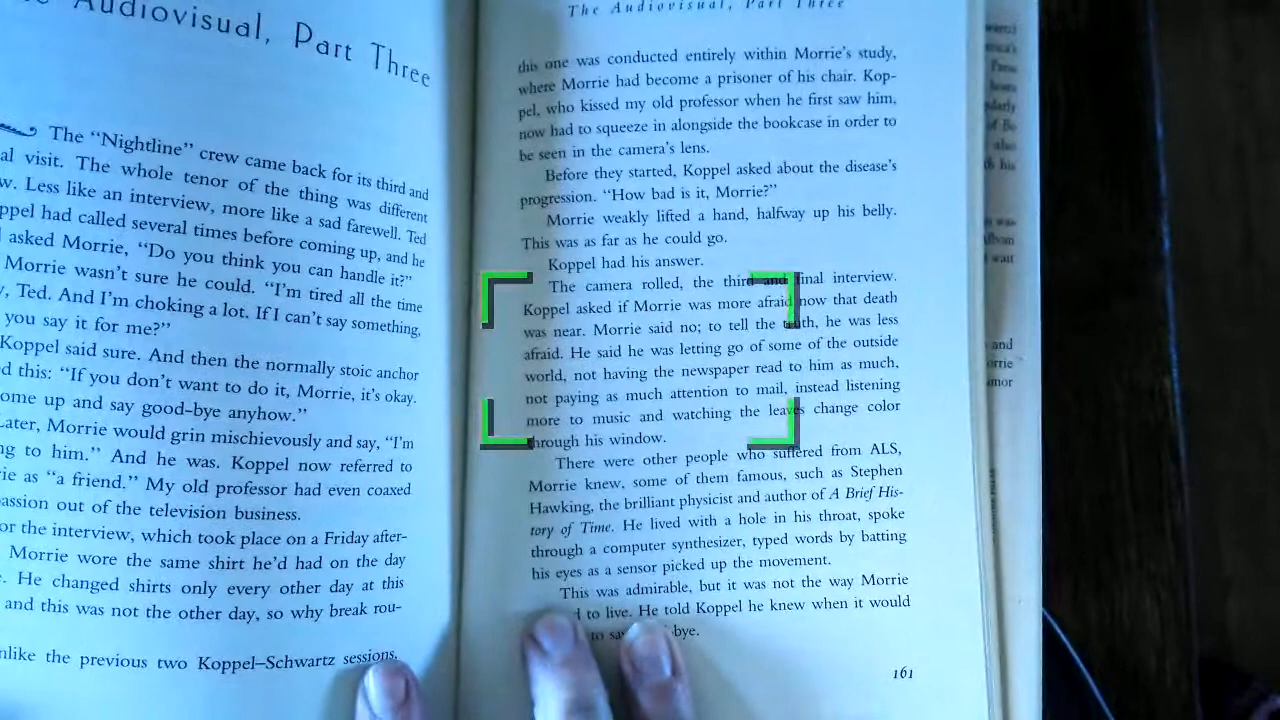 Audiovisual, Part Three
The "Nightline" crew came back for its third and
visit. The whole tenor of the thing was different
Less like an interview, more like a sad farewell. Ted
had called several times before coming up, and he
asked Morrie, "Do you think you can handle it?"
Morrie wasn't sure he could. "I'm tired all the time
Ted. And I'm choking a lot. If I can't say something,
you say it for me?"
Koppel said sure. And then the normally stoic anchor
this: "If you don't want to do it, Morrie, it's okay.
up and say good-bye anyhow."
Later, Morrie would grin mischievously and say, "I'm
to him." And he was. Koppel now referred to
as "a friend." My old professor had even coaxed
out of the television business.
the interview, which took place on a Friday after-
Morrie wore the same shirt he'd had on the day
He changed shirts only every other day at this
and this was not the other day, so why break rou-
the previous two Koppel–Schwartz sessions,
The Audiovisual, Part Three
this one was conducted entirely within Morrie's study,
where Morrie had become a prisoner of his chair. Kop-
pel, who kissed my old professor when he first saw him,
now had to squeeze in alongside the bookcase in order to
be seen in the camera's lens.
Before they started, Koppel asked about the disease's
progression. "How bad is it, Morrie?"
Morrie weakly lifted a hand, halfway up his belly.
This was as far as he could go.
Koppel had his answer.
The camera rolled, the third and final interview.
Koppel asked if Morrie was more afraid now that death
was near. Morrie said no; to tell the truth, he was less
afraid. He said he was letting go of some of the outside
world, not having the newspaper read to him as much,
not paying as much attention to mail, instead listening
more to music and watching the leaves change color
through his window.
There were other people who suffered from ALS,
Morrie knew, some of them famous, such as Stephen
Hawking, the brilliant physicist and author of A Brief His-
tory of Time. He lived with a hole in his throat, spoke
through a computer synthesizer, typed words by batting
his eyes as a sensor picked up the movement.
This was admirable, but it was not the way Morrie
to live. He told Koppel he knew when it would
to
161